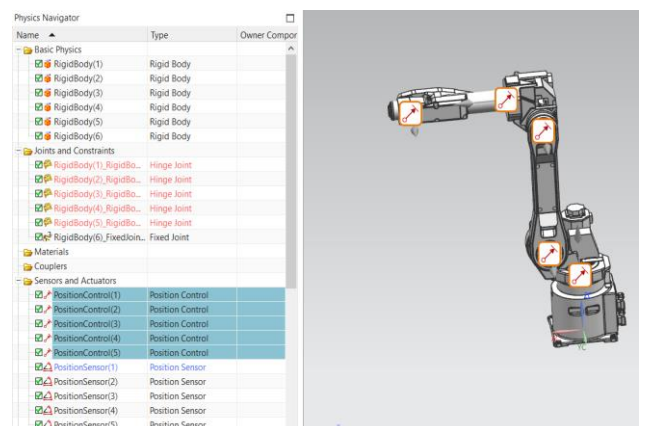 Physics Navigator
Name Type Owner Compor
Basic Physics
RigidBody(1) Rigid Body
RigidBody(2) Rigid Body
RigidBody(3) Rigid Body
RigidBody(4) Rigid Body
RigidBody(5) Rigid Body
RigidBody(6) Rigid Body
Joints and Constraints
RigidBody(1)_RigidBo... Hinge Joint
RigidBody(2)_RigidBo... Hinge Joint
RigidBody(3)_RigidBo... Hinge Joint
RigidBody(4)_RigidBo... Hinge Joint
RigidBody(5)_RigidBo... Hinge Joint
RigidBody(6)_FixedJoin... Fixed Joint
Materials
Couplers
Sensors and Actuators
PositionControl(1) Position Control
PositionControl(2) Position Control
PositionControl(3) Position Control
PositionControl(4) Position Control
PositionControl(5) Position Control
PositionSensor(1) Position Sensor
PositionSensor(2) Position Sensor
PositionSensor(3) Position Sensor
PositionSensor(4) Position Sensor
PositionSensor(5) Position Sensor
YC